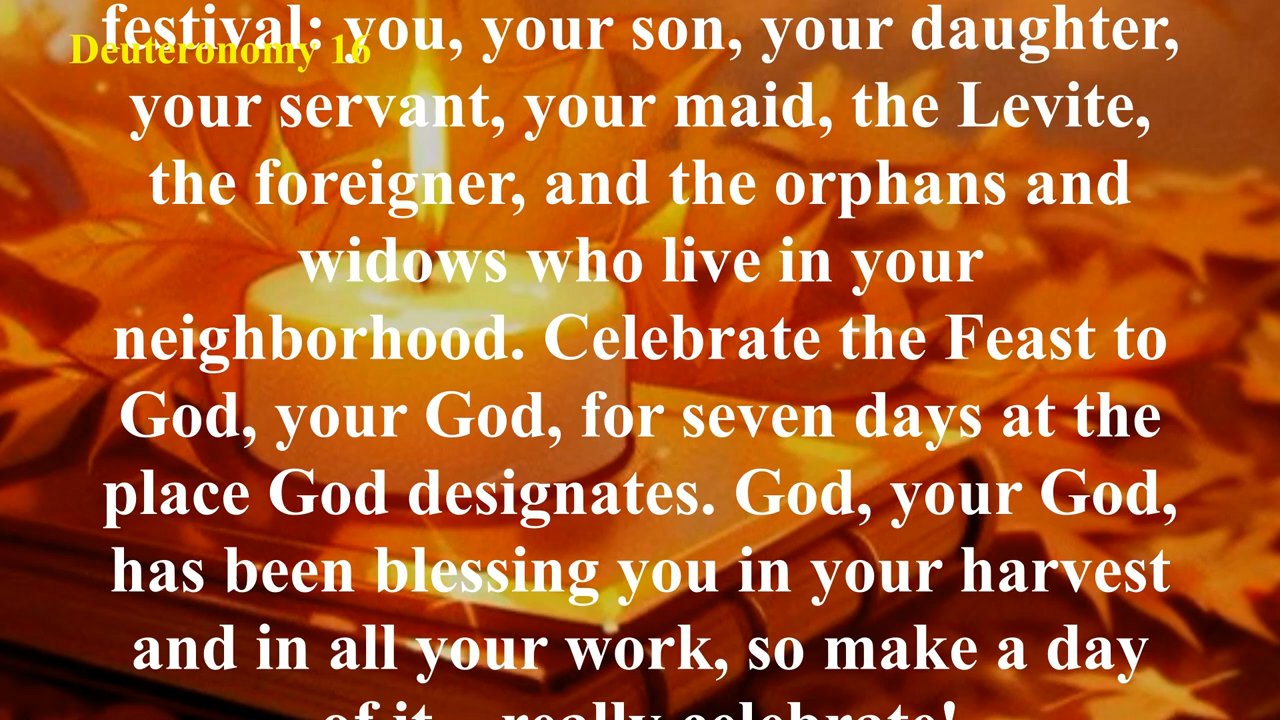 festival: you, your son, your daughter,
Deuteronomy 16
your servant, your maid, the Levite,
the foreigner, and the orphans and
widows who live in your
neighborhood. Celebrate the Feast to
God, your God, for seven days at the
place God designates. God, your God,
has been blessing you in your harvest
and in all your work, so make a day
of it—really celebrate!